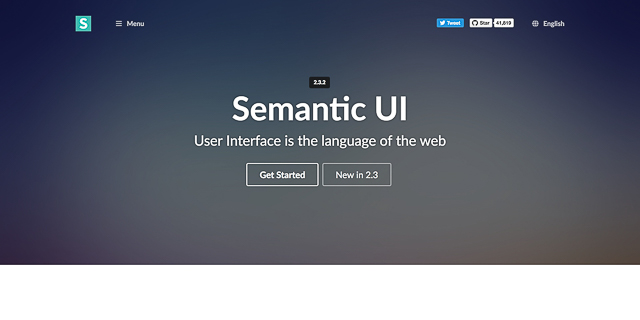 S
Menu
Tweet
Star
41,819
English
2.3.2
Semantic UI
User Interface is the language of the web
Get Started
New in 2.3